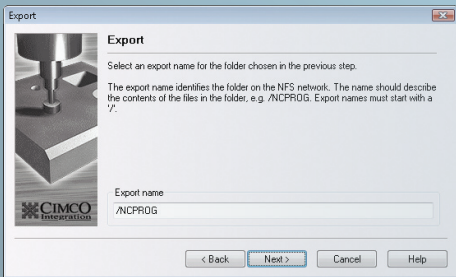 Export
Export
Select an export name for the folder chosen in the previous step.
The export name identifies the folder on the NFS network. The name should describe
the contents of the files in the folder, e.g. /NCPROG. Export names must start with a
'/'.
CIMCO
Integration
Export name
/NCPROG
< Back
Next >
Cancel
Help